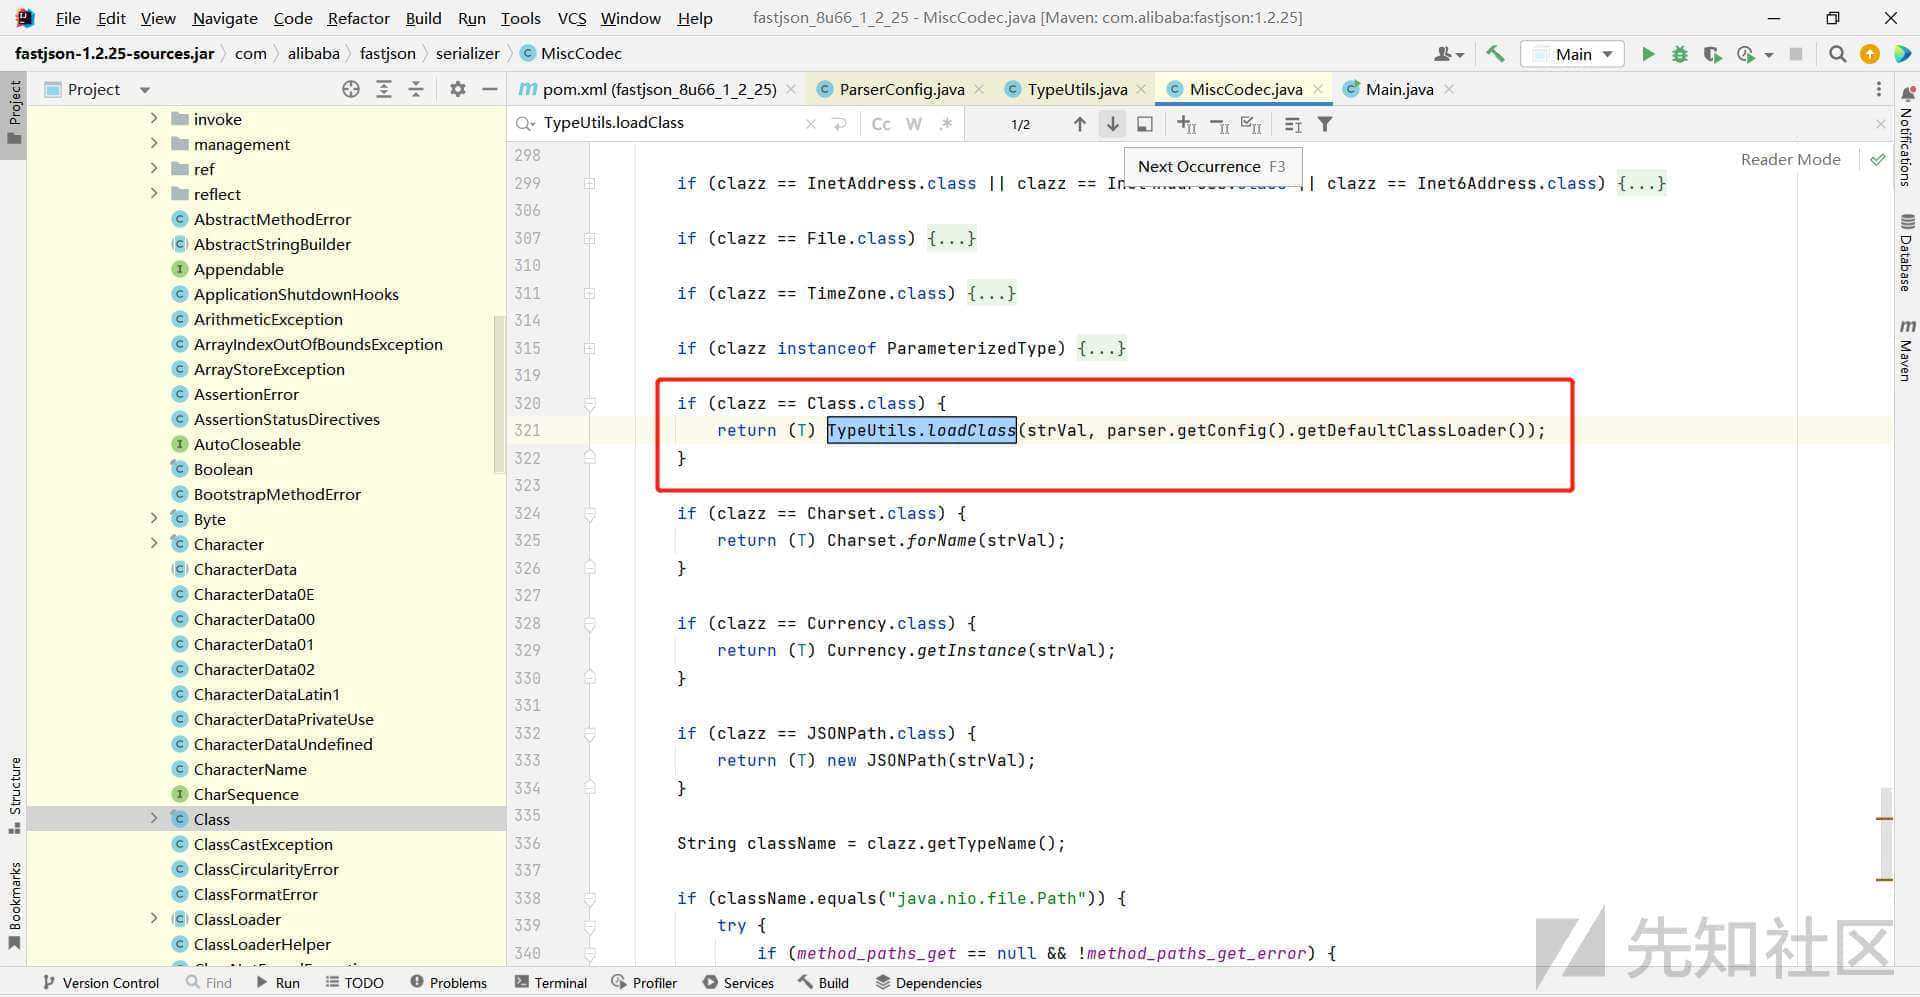 File Edit View Navigate Code Refactor Build Run Tools VCS Window Help fastjson_8u66_1_2_25 - MiscCodec.java [Maven: com.alibaba:fastjson:1.2.25]
fastjson-1.2.25-sources.jar com alibaba fastjson serializer MiscCodec Main
Project
pom.xml (fastjson_8u66_1_2_25) ParserConfig.java TypeUtils.java MiscCodec.java Main.java
TypeUtils.loadClass Cc W .* 1/2
Next Occurrence F3
Reader Mode
invoke
management
ref
reflect
AbstractMethodError
AbstractStringBuilder
Appendable
ApplicationShutdownHooks
ArithmeticException
ArrayIndexOutOfBoundsException
ArrayStoreException
AssertionError
AssertionStatusDirectives
AutoCloseable
Boolean
BootstrapMethodError
Byte
Character
CharacterData
CharacterData0E
CharacterData00
CharacterData01
CharacterData02
CharacterDataLatin1
CharacterDataPrivateUse
CharacterDataUndefined
CharacterName
CharSequence
Class
ClassCastException
ClassCircularityError
ClassFormatError
ClassLoader
ClassLoaderHelper
298
299 if (clazz == InetAddress.class || clazz == || clazz == Inet6Address.class) {...}
306
307 if (clazz == File.class) {...}
310
311 if (clazz == TimeZone.class) {...}
314
315 if (clazz instanceof ParameterizedType) {...}
319
320 if (clazz == Class.class) {
321 return (T) TypeUtils.loadClass(strVal, parser.getConfig().getDefaultClassLoader());
322 }
323
324 if (clazz == Charset.class) {
325 return (T) Charset.forName(strVal);
326 }
327
328 if (clazz == Currency.class) {
329 return (T) Currency.getInstance(strVal);
330 }
331
332 if (clazz == JSONPath.class) {
333 return (T) new JSONPath(strVal);
334 }
335
336 String className = clazz.getTypeName();
337
338 if (className.equals("java.nio.file.Path")) {
339 try {
340 if (method_paths_get == null && !method_paths_get_error) {
Project
Structure
Bookmarks
Notifications
Database
m Maven
先知社区
Version Control Find Run TODO Problems Terminal Profiler Services Build Dependencies